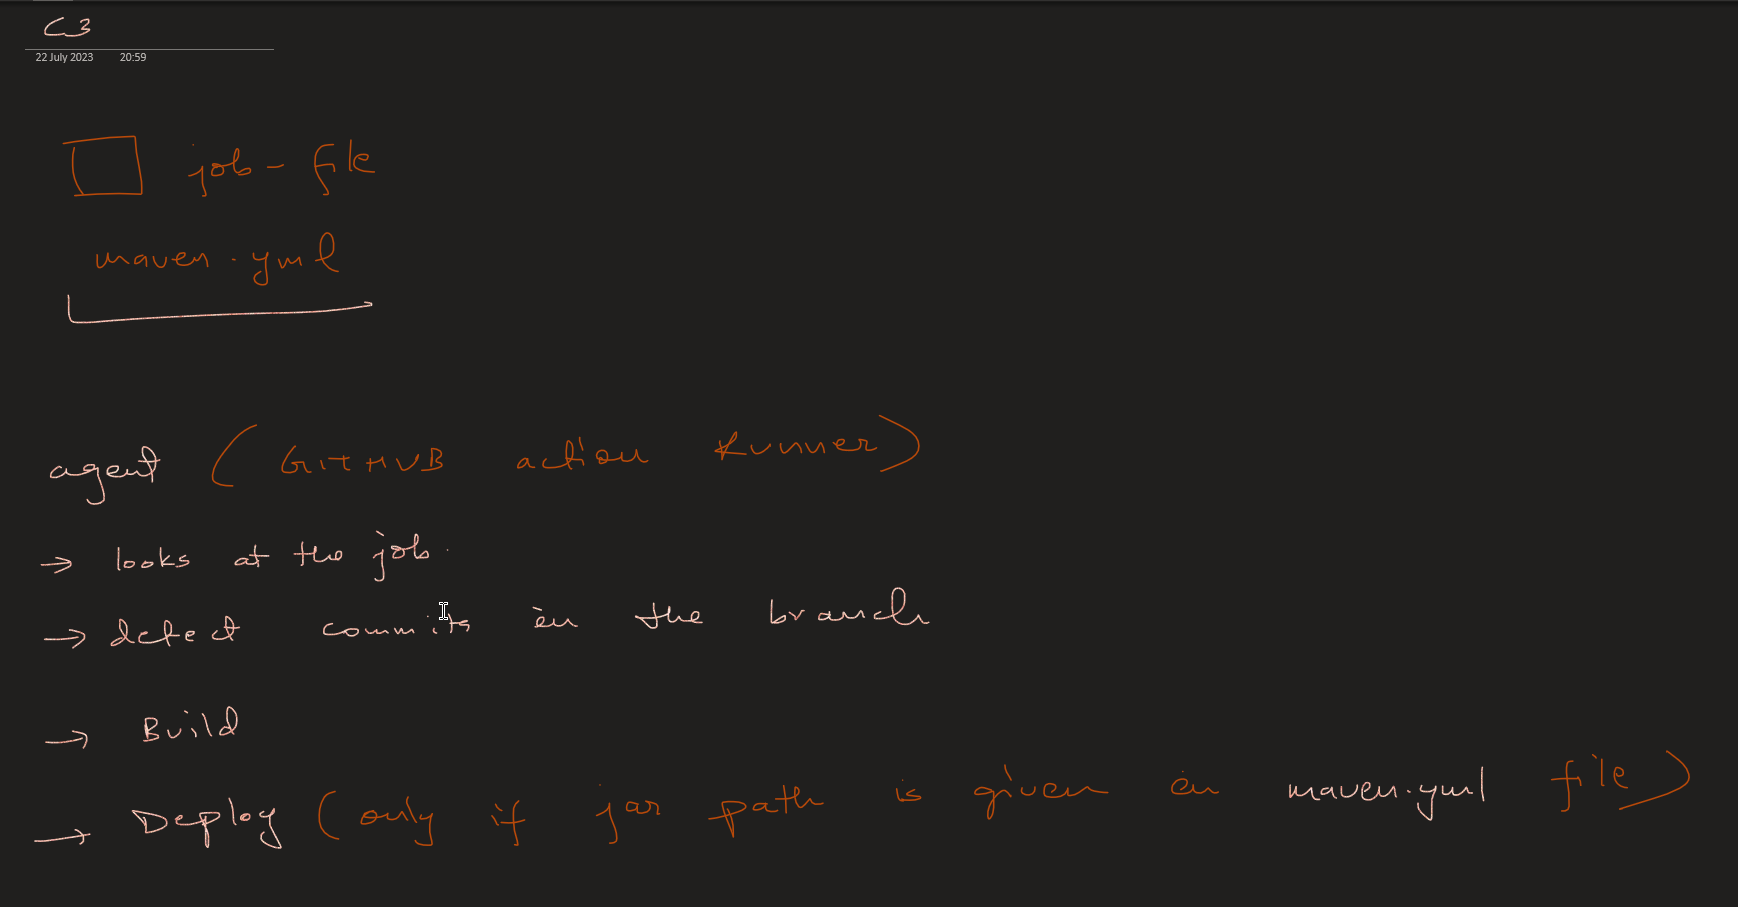 C3
22 July 2023 20:59
job - file
maven.yml
agent (GITHUB action Runner)
→ looks at the job.
→ detect commits in the branch
→ Build
→ Deploy (only if jar path is given in maven.yml file)